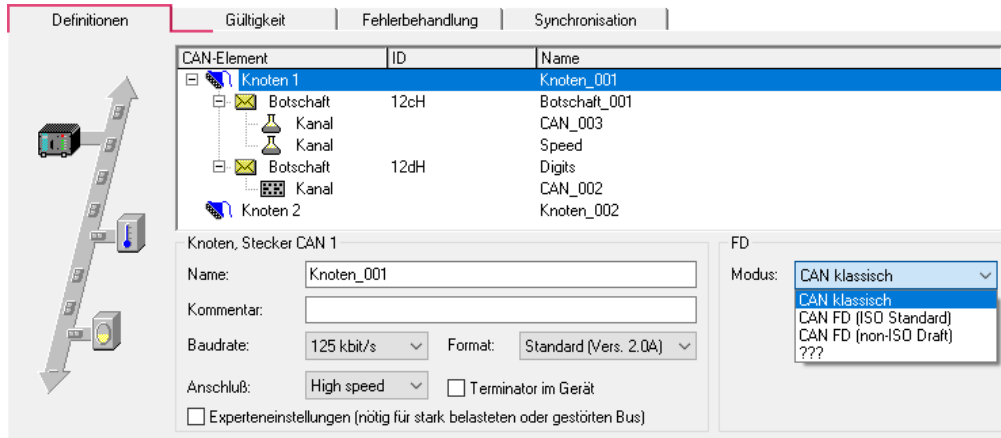 Definitionen Gültigkeit Fehlerbehandlung Synchronisation
CAN-Element ID Name
Knoten 1 Knoten_001
Botschaft 12cH Botschaft_001
Kanal CAN_003
Kanal Speed
Botschaft 12dH Digits
Kanal CAN_002
Knoten 2 Knoten_002
Knoten, Stecker CAN 1 FD
Name: Knoten_001 Modus: CAN klassisch
CAN klassisch
CAN FD (ISO Standard)
CAN FD (non-ISO Draft)
???
Kommentar:
Baudrate: 125 kbit/s Format: Standard (Vers. 2.0A)
Anschluß: High speed Terminator im Gerät
Experteneinstellungen (nötig für stark belasteten oder gestörten Bus)